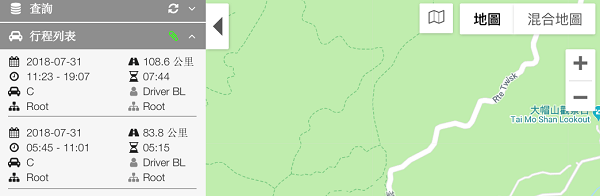 查詢
行程列表
2018-07-31 108.6 公里
11:23 - 19:07 07:44
C Driver BL
Root Root
2018-07-31 83.8 公里
05:45 - 11:01 05:15
C Driver BL
Root Root
地圖 混合地圖
+
−
Rte Twisk
大帽山觀景台
Tai Mo Shan Lookout